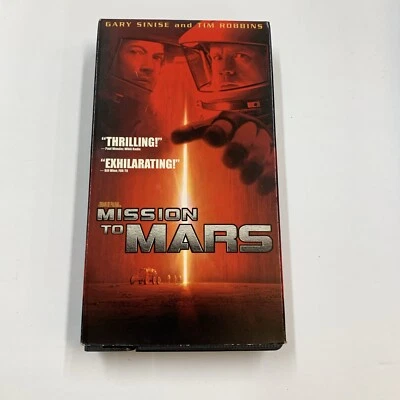 GARY SINISE and TIM ROBBINS
"THRILLING!"
"EXHILARATING!"
MISSION
TO MARS